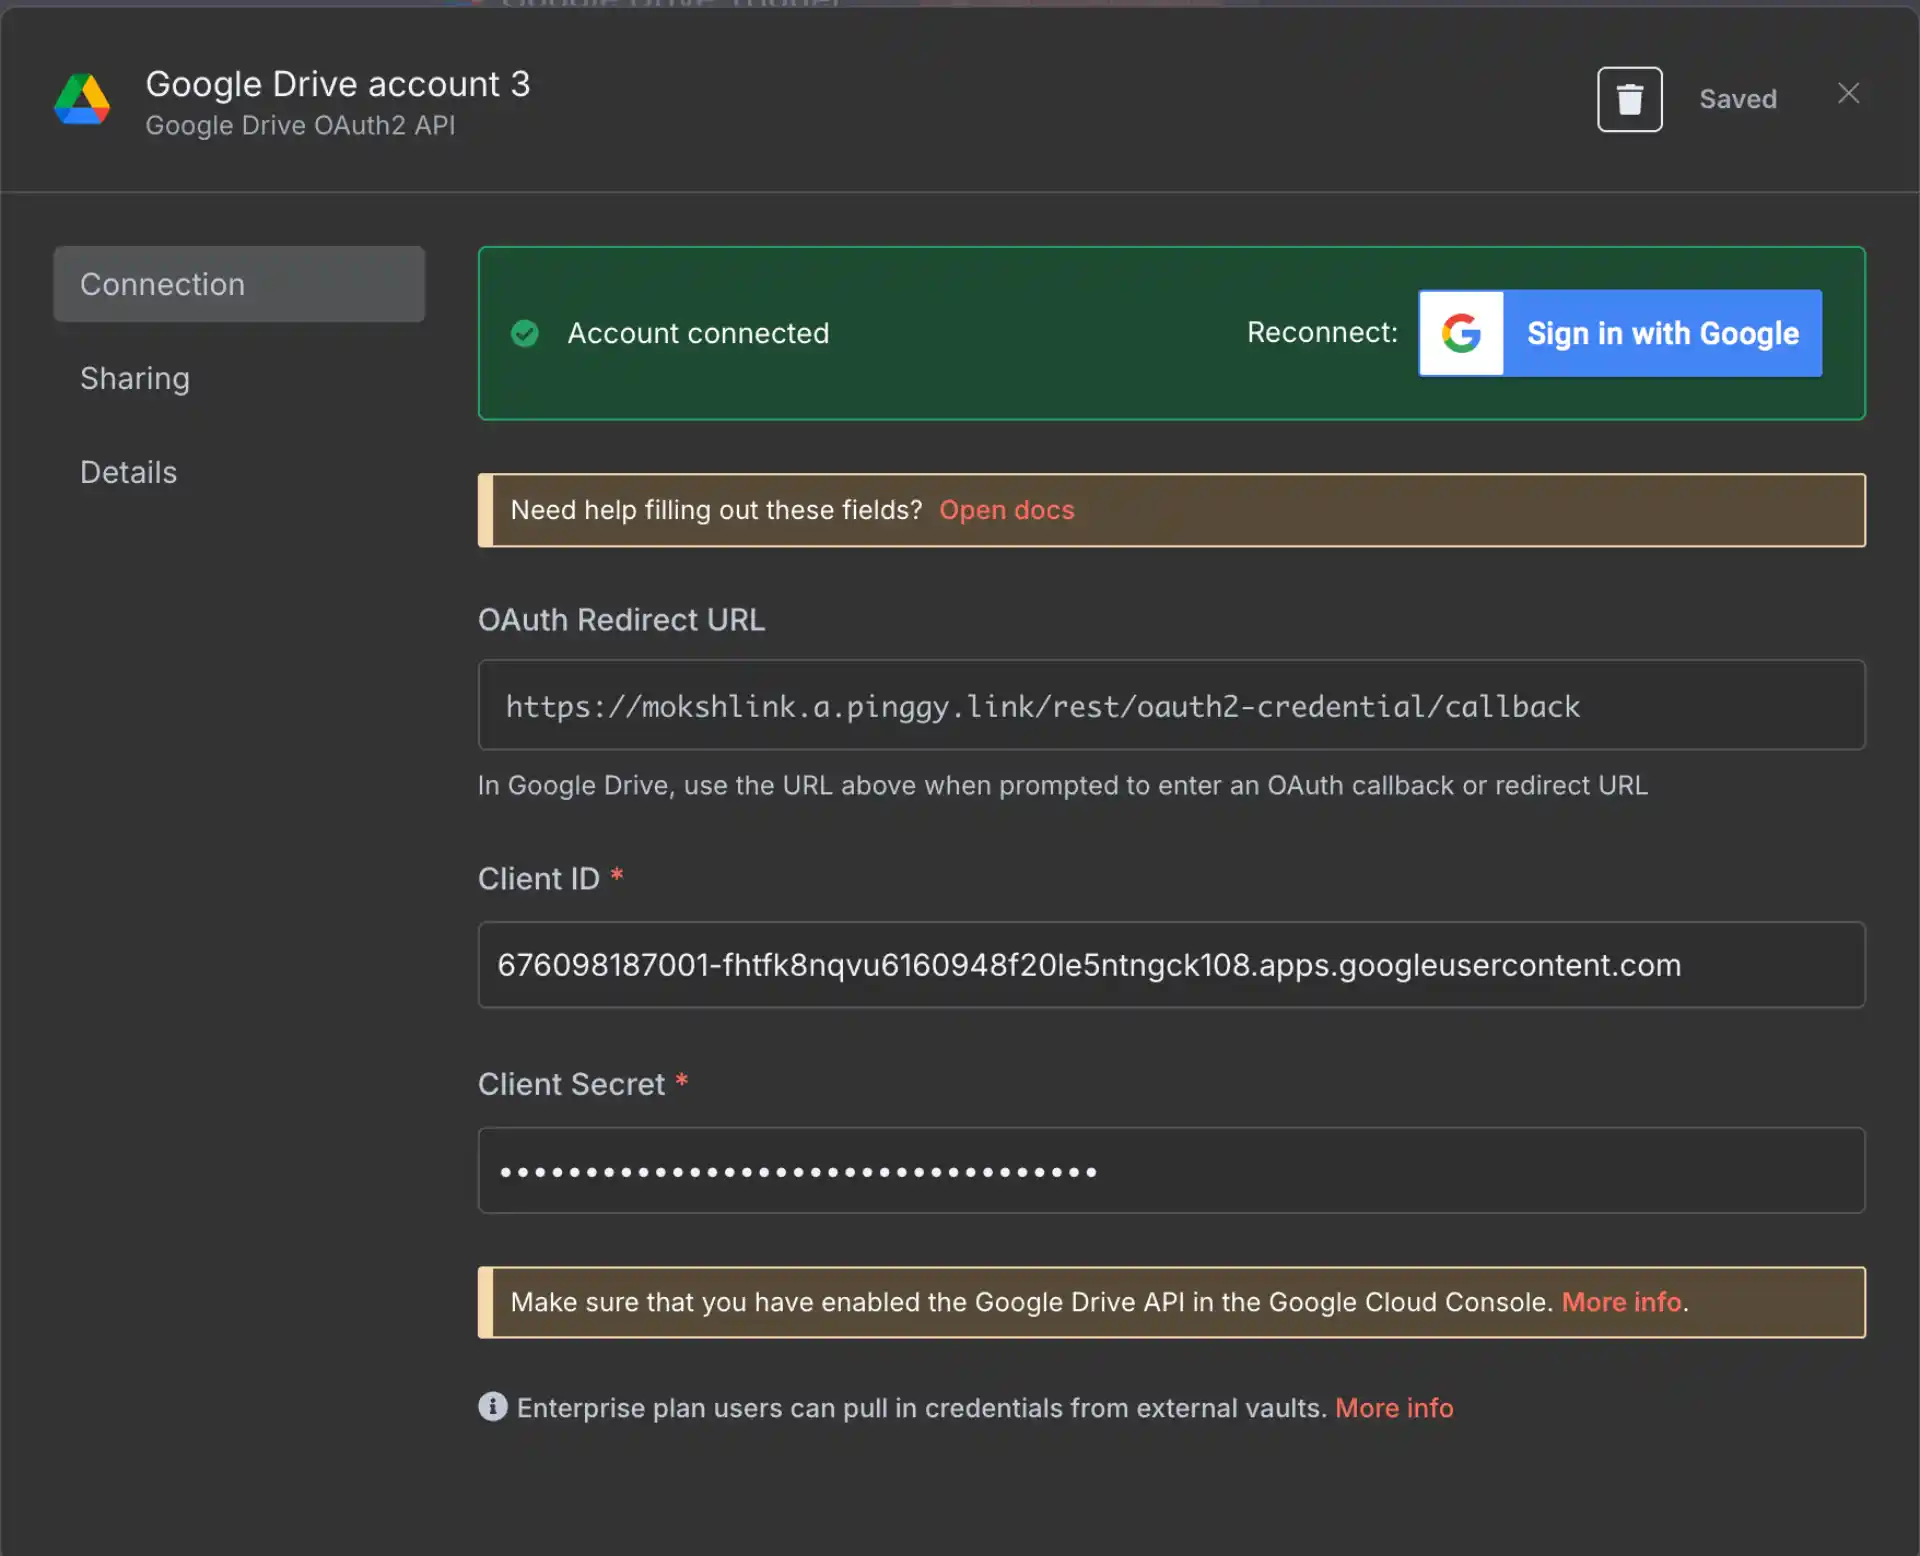 Google Drive Trigger
Google Drive account 3
Google Drive OAuth2 API
Saved
Connection
Sharing
Details
Account connected
Reconnect:
Sign in with Google
Need help filling out these fields? Open docs
OAuth Redirect URL
https://mokshlink.a.pinggy.link/rest/oauth2-credential/callback
In Google Drive, use the URL above when prompted to enter an OAuth callback or redirect URL
Client ID *
676098187001-fhtfk8nqvu6160948f20le5ntngck108.apps.googleusercontent.com
Client Secret *
•••••••••••••••••••••••••••••••••••
Make sure that you have enabled the Google Drive API in the Google Cloud Console. More info.
Enterprise plan users can pull in credentials from external vaults. More info